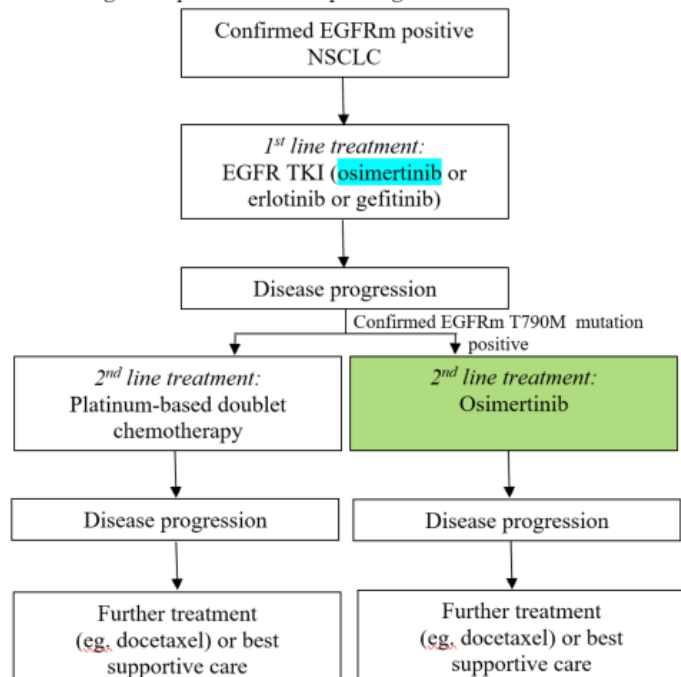 Confirmed EGFRm positive
NSCLC
1st line treatment:
EGFR TKI (osimertinib or
erlotinib or gefitinib)
Disease progression
Confirmed EGFRm T790M mutation
positive
2nd line treatment:
Platinum-based doublet
chemotherapy
2nd line treatment:
Osimertinib
Disease progression
Disease progression
Further treatment
(eg. docetaxel) or best
supportive care
Further treatment
(eg. docetaxel) or best
supportive care